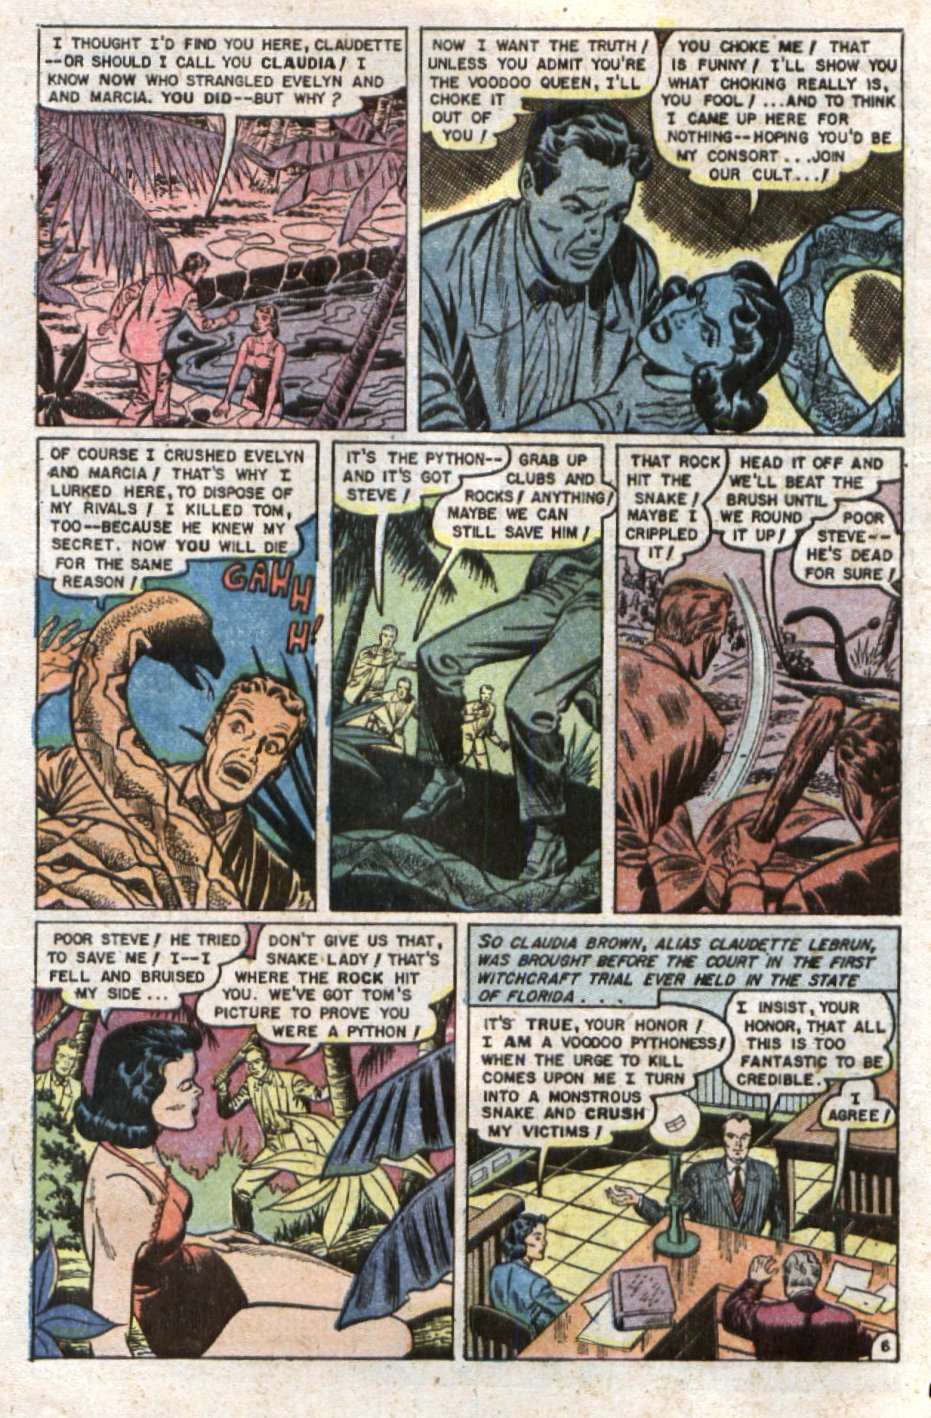 I THOUGHT I'D FIND YOU HERE, CLAUDETTE
--OR SHOULD I CALL YOU CLAUDIA! I
KNOW NOW WHO STRANGLED EVELYN AND
AND MARCIA. YOU DID--BUT WHY?
NOW I WANT THE TRUTH!
UNLESS YOU ADMIT YOU'RE
THE VOODOO QUEEN, I'LL
CHOKE IT
OUT OF
YOU!
YOU CHOKE ME! THAT
IS FUNNY! I'LL SHOW YOU
WHAT CHOKING REALLY IS,
YOU FOOL! ...AND TO THINK
I CAME UP HERE FOR
NOTHING--HOPING YOU'D BE
MY CONSORT...JOIN
OUR CULT...!
OF COURSE I CRUSHED EVELYN
AND MARCIA! THAT'S WHY I
LURKED HERE, TO DISPOSE OF
MY RIVALS! I KILLED TOM,
TOO--BECAUSE HE KNEW MY
SECRET. NOW YOU WILL DIE
FOR THE SAME
REASON!
GAHH
H
H!
IT'S THE PYTHON--
AND IT'S GOT
STEVE!
GRAB UP
CLUBS AND
ROCKS! ANYTHING!
MAYBE WE CAN
STILL SAVE HIM!
THAT ROCK
HIT THE
SNAKE!
MAYBE I
CRIPPLED
IT!
HEAD IT OFF AND
WE'LL BEAT THE
BRUSH UNTIL
WE ROUND
IT UP!
POOR
STEVE--
HE'S DEAD
FOR SURE!
POOR STEVE! HE TRIED
TO SAVE ME! I--I
FELL AND BRUISED
MY SIDE...
DON'T GIVE US THAT,
SNAKE LADY! THAT'S
WHERE THE ROCK HIT
YOU. WE'VE GOT TOM'S
PICTURE TO PROVE YOU
WERE A PYTHON!
SO CLAUDIA BROWN, ALIAS CLAUDETTE LEBRUN,
WAS BROUGHT BEFORE THE COURT IN THE FIRST
WITCHCRAFT TRIAL EVER HELD IN THE STATE
OF FLORIDA . . . .
IT'S TRUE, YOUR HONOR!
I AM A VOODOO PYTHONESS!
WHEN THE URGE TO KILL
COMES UPON ME I TURN
INTO A MONSTROUS
SNAKE AND CRUSH
MY VICTIMS!
I INSIST, YOUR
HONOR, THAT ALL
THIS IS TOO
FANTASTIC TO BE
CREDIBLE.
I
AGREE!
6